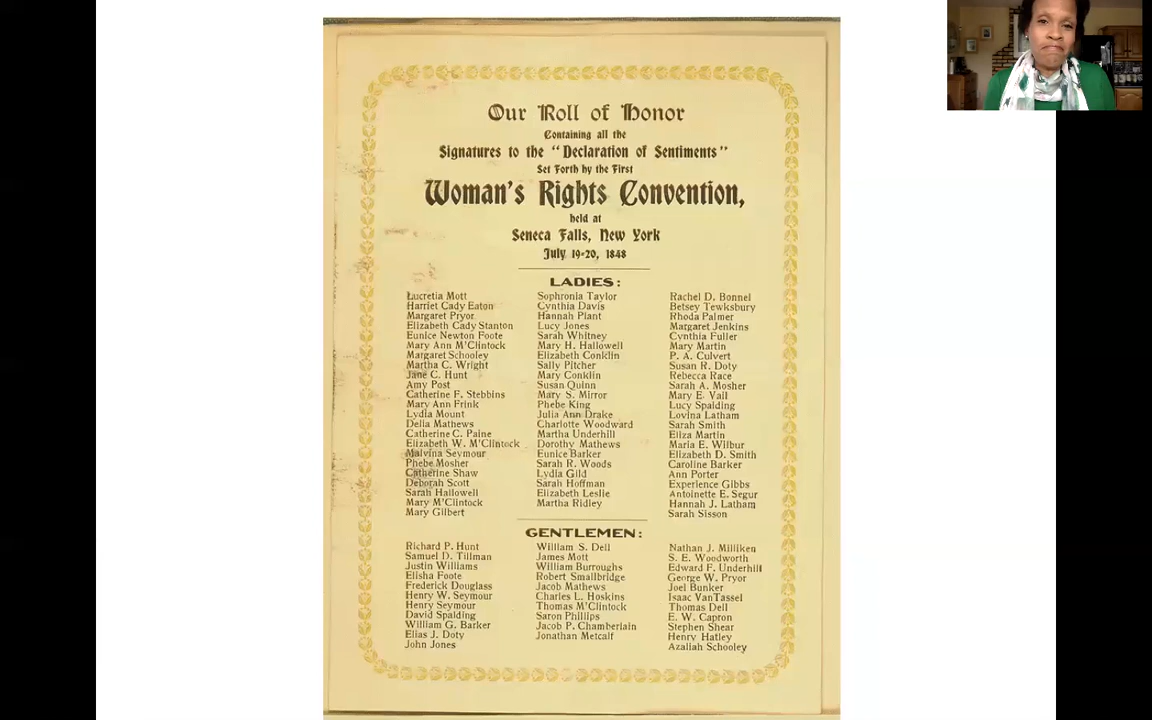 Our Roll of Honor
Containing all the
Signatures to the "Declaration of Sentiments"
Set Forth by the First
Woman's Rights Convention,
held at
Seneca Falls, New York
July 19-20, 1848
LADIES:
Lucretia Mott
Harriet Cady Eaton
Margaret Pryor
Elizabeth Cady Stanton
Eunice Newton Foote
Mary Ann M'Clintock
Margaret Schooley
Martha C. Wright
Jane C. Hunt
Amy Post
Catherine F. Stebbins
Mary Ann Frink
Lydia Mount
Delia Mathews
Catherine C. Paine
Elizabeth W. M'Clintock
Malvina Seymour
Phebe Mosher
Catherine Shaw
Deborah Scott
Sarah Hallowell
Mary M'Clintock
Mary Gilbert
Sophronia Taylor
Cynthia Davis
Hannah Plant
Lucy Jones
Sarah Whitney
Mary H. Hallowell
Elizabeth Conklin
Sally Pitcher
Mary Conklin
Susan Quinn
Mary S. Mirror
Phebe King
Julia Ann Drake
Charlotte Woodward
Martha Underhill
Dorothy Mathews
Eunice Barker
Sarah R. Woods
Lydia Gild
Sarah Hoffman
Elizabeth Leslie
Martha Ridley
Rachel D. Bonnel
Betsey Tewksbury
Rhoda Palmer
Margaret Jenkins
Cynthia Fuller
Mary Martin
P. A. Culvert
Susan R. Doty
Rebecca Race
Sarah A. Mosher
Mary E. Vail
Lucy Spalding
Lovina Latham
Sarah Smith
Eliza Martin
Maria E. Wilbur
Elizabeth D. Smith
Caroline Barker
Ann Porter
Experience Gibbs
Antoinette E. Segur
Hannah J. Latham
Sarah Sisson
GENTLEMEN:
Richard P. Hunt
Samuel D. Tillman
Justin Williams
Elisha Foote
Frederick Douglass
Henry W. Seymour
Henry Seymour
David Spalding
William G. Barker
Elias J. Doty
John Jones
William S. Dell
James Mott
William Burroughs
Robert Smallbridge
Jacob Mathews
Charles L. Hoskins
Thomas M'Clintock
Saron Phillips
Jacob P. Chamberlain
Jonathan Metcalf
Nathan J. Milliken
S. E. Woodworth
Edward F. Underhill
George W. Pryor
Joel Bunker
Isaac VanTassel
Thomas Dell
E. W. Capron
Stephen Shear
Henry Hatley
Azaliah Schooley